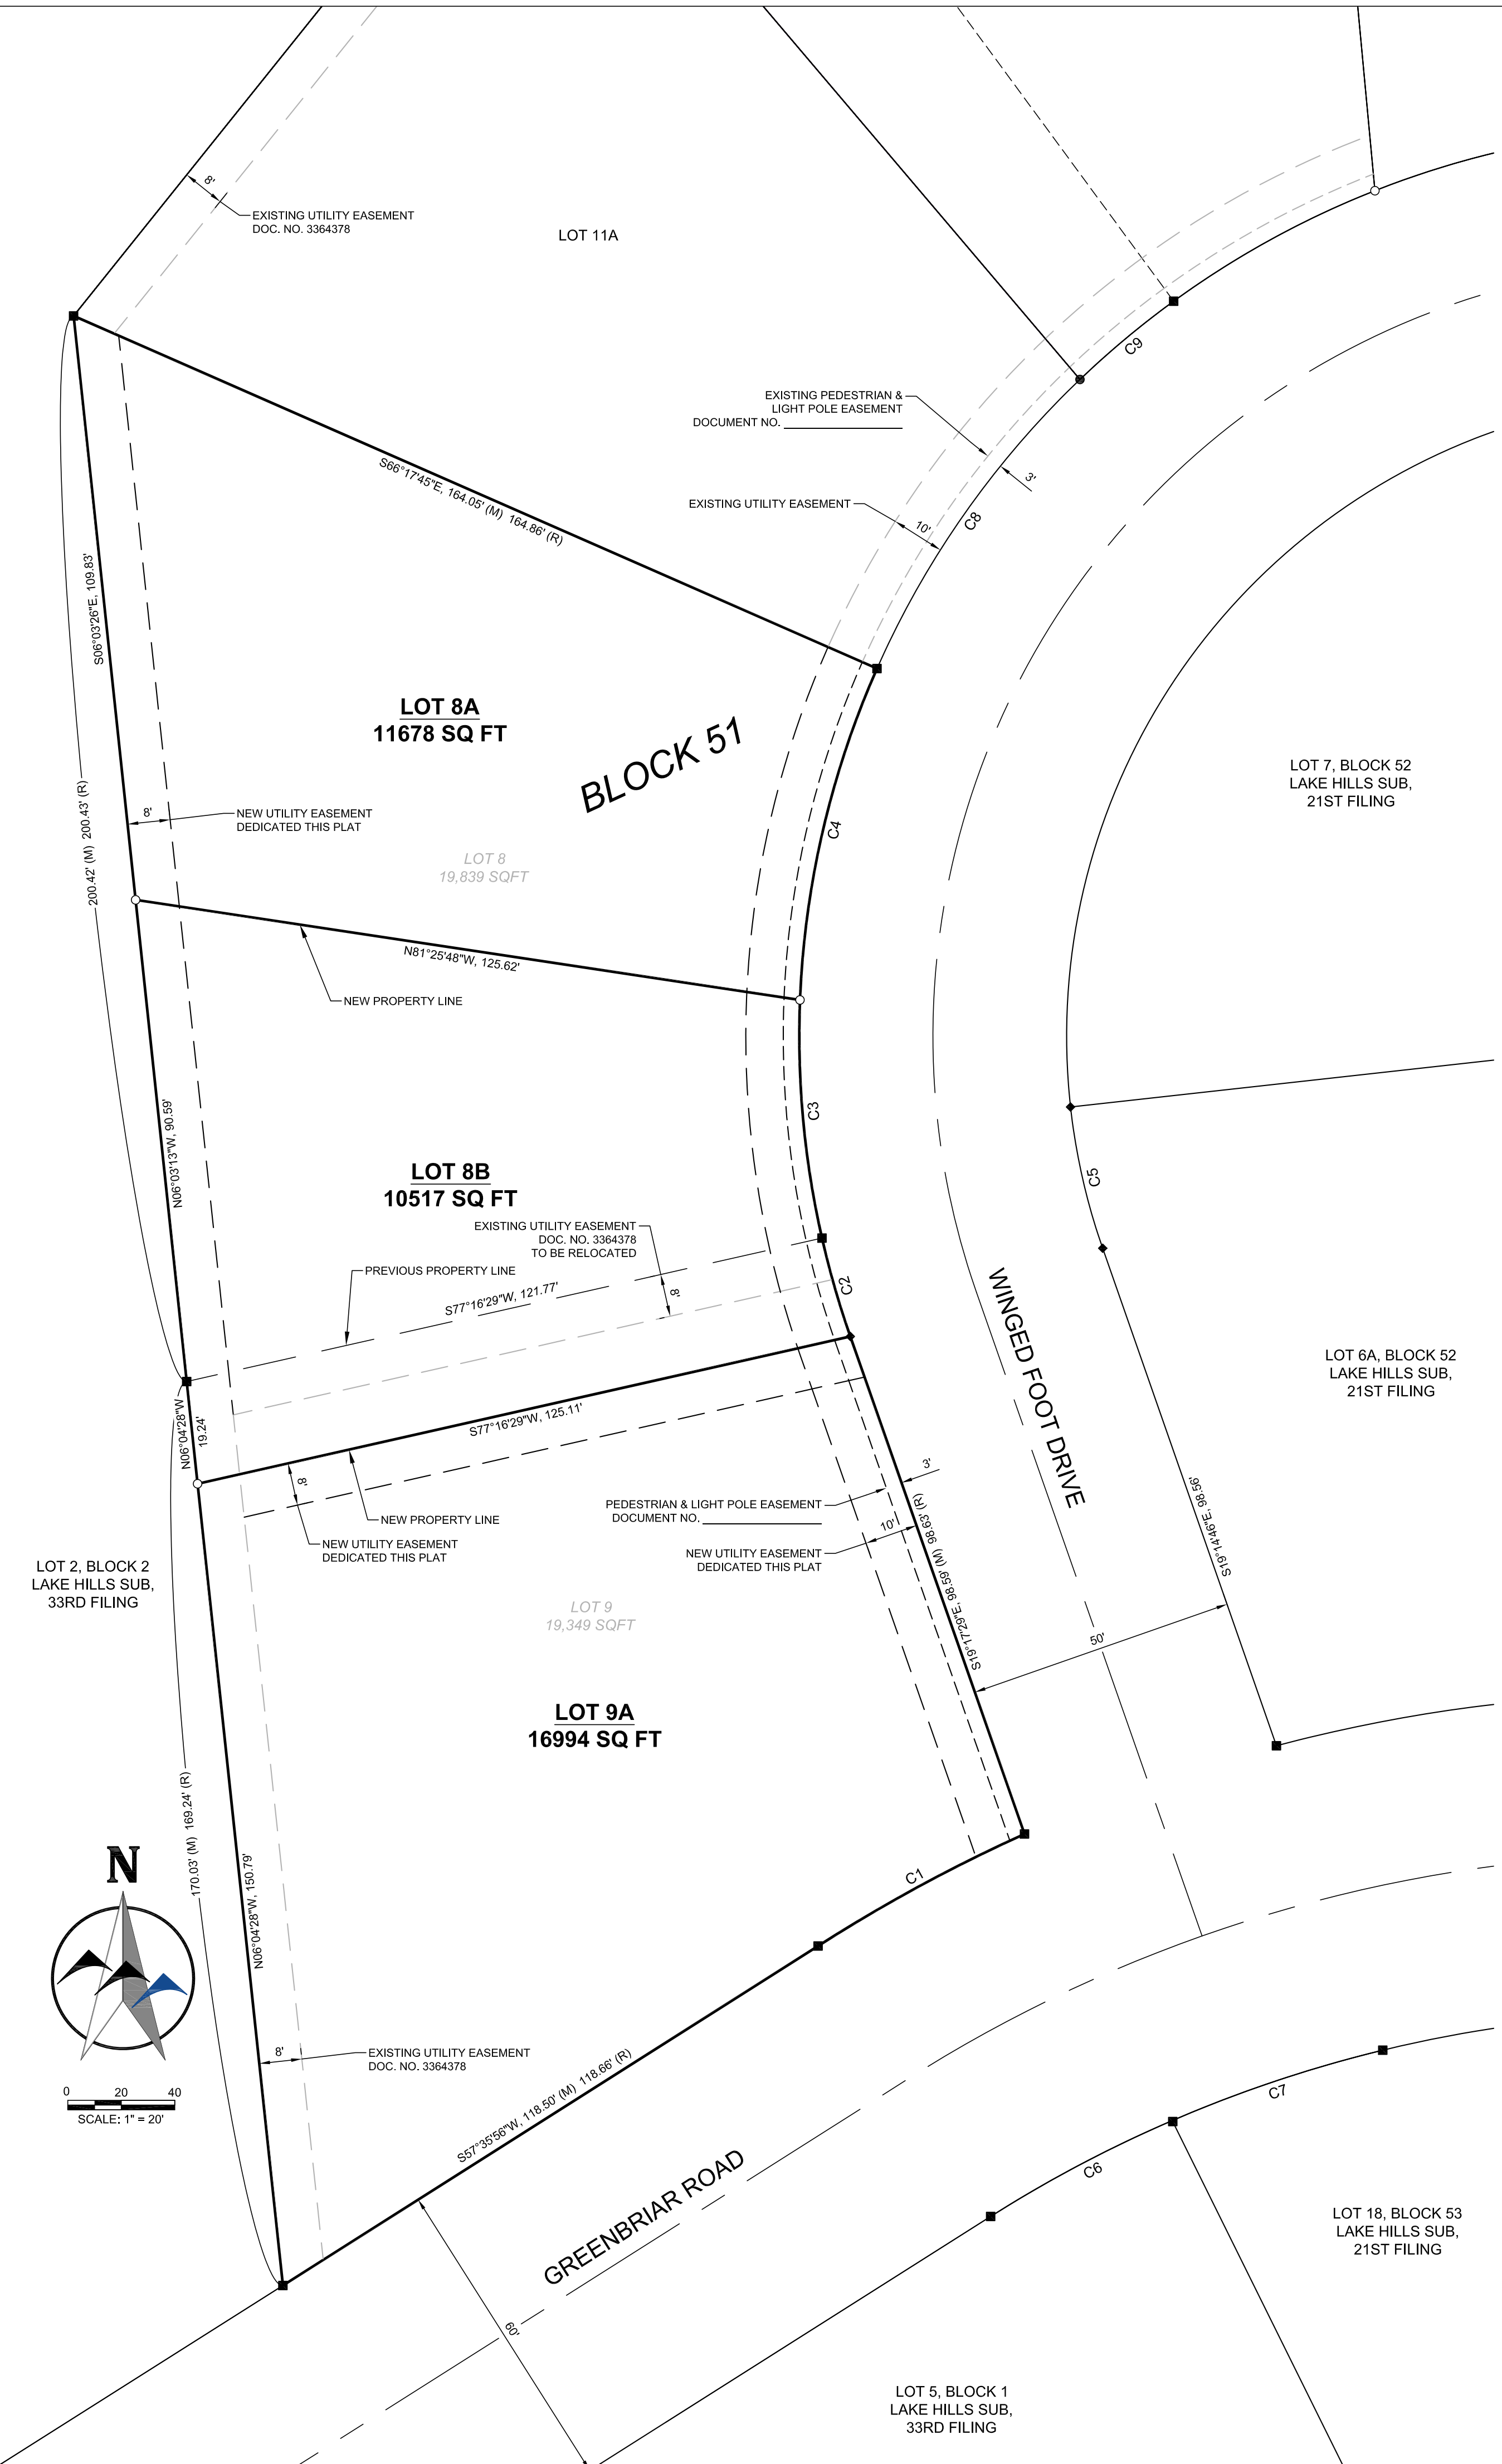 8'
EXISTING UTILITY EASEMENT
DOC. NO. 3364378
LOT 11A
C9
EXISTING PEDESTRIAN &
LIGHT POLE EASEMENT
DOCUMENT NO.
3'
S66°17'45"E, 164.05' (M)  164.86' (R)
EXISTING UTILITY EASEMENT
10'
C8
S06°03'26"E, 109.83'
200.42' (M)  200.43' (R)
LOT 8A
11678 SQ FT
BLOCK 51
LOT 7, BLOCK 52
LAKE HILLS SUB,
21ST FILING
8'
NEW UTILITY EASEMENT
DEDICATED THIS PLAT
C4
LOT 8
19,839 SQFT
N81°25'48"W, 125.62'
NEW PROPERTY LINE
N06°03'13"W, 90.59'
C3
C5
LOT 8B
10517 SQ FT
EXISTING UTILITY EASEMENT
DOC. NO. 3364378
TO BE RELOCATED
PREVIOUS PROPERTY LINE
S77°16'29"W, 121.77'
8'
C2
WINGED FOOT DRIVE
LOT 6A, BLOCK 52
LAKE HILLS SUB,
21ST FILING
N06°04'28"W
19.24'
S77°16'29"W, 125.11'
8'
3'
NEW PROPERTY LINE
PEDESTRIAN & LIGHT POLE EASEMENT
DOCUMENT NO.
10'
S19°17'29"E, 98.59' (M)  98.63' (R)
S19°14'46"E, 98.56'
NEW UTILITY EASEMENT
DEDICATED THIS PLAT
NEW UTILITY EASEMENT
DEDICATED THIS PLAT
LOT 2, BLOCK 2
LAKE HILLS SUB,
33RD FILING
LOT 9
19,349 SQFT
50'
LOT 9A
16994 SQ FT
170.03' (M)  169.24' (R)
N06°04'28"W, 150.79'
C1
N
8'
EXISTING UTILITY EASEMENT
DOC. NO. 3364378
0 20 40
SCALE: 1" = 20'
S57°35'56"W, 118.50' (M)  118.66' (R)
C7
C6
GREENBRIAR ROAD
60'
LOT 18, BLOCK 53
LAKE HILLS SUB,
21ST FILING
LOT 5, BLOCK 1
LAKE HILLS SUB,
33RD FILING